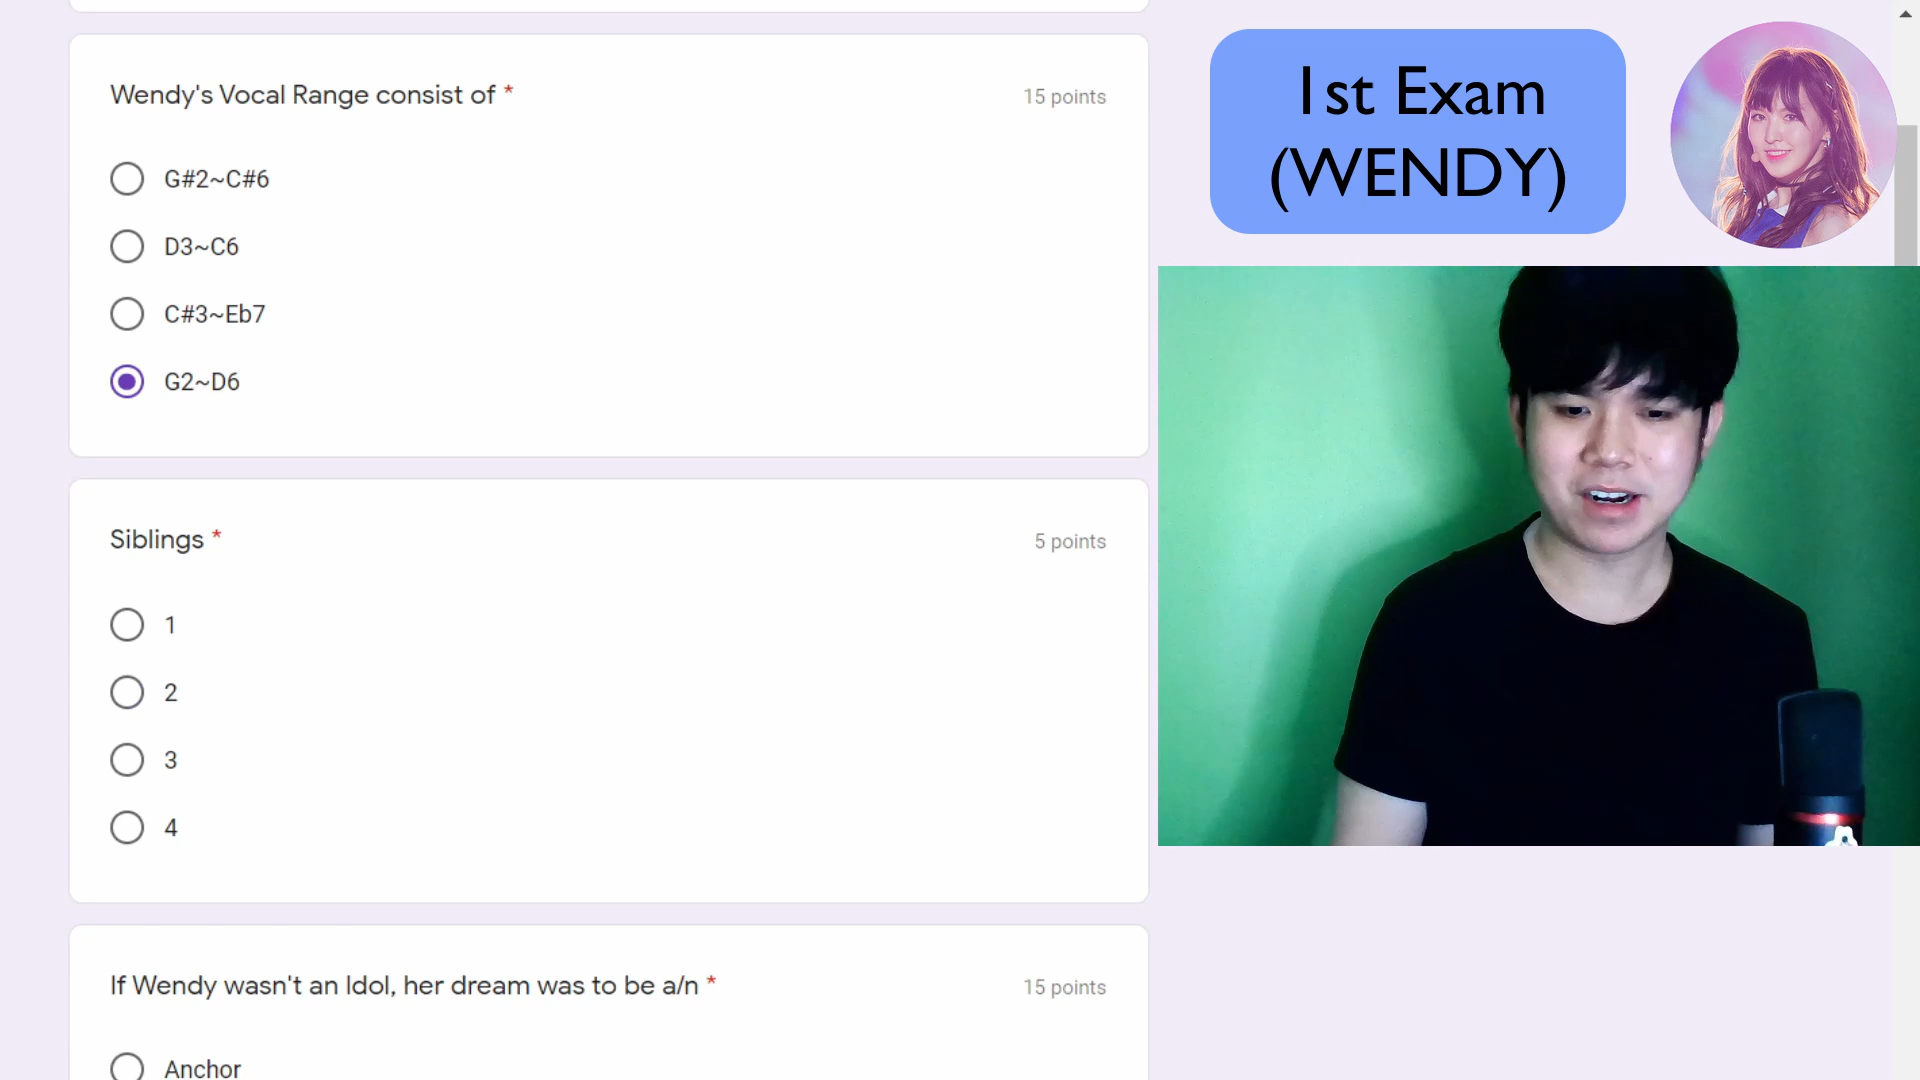 Wendy's Vocal Range consist of *
15 points
G#2~C#6
D3~C6
C#3~Eb7
G2~D6
Siblings *
5 points
1
2
3
4
If Wendy wasn't an Idol, her dream was to be a/n *
15 points
Anchor
1st Exam
(WENDY)